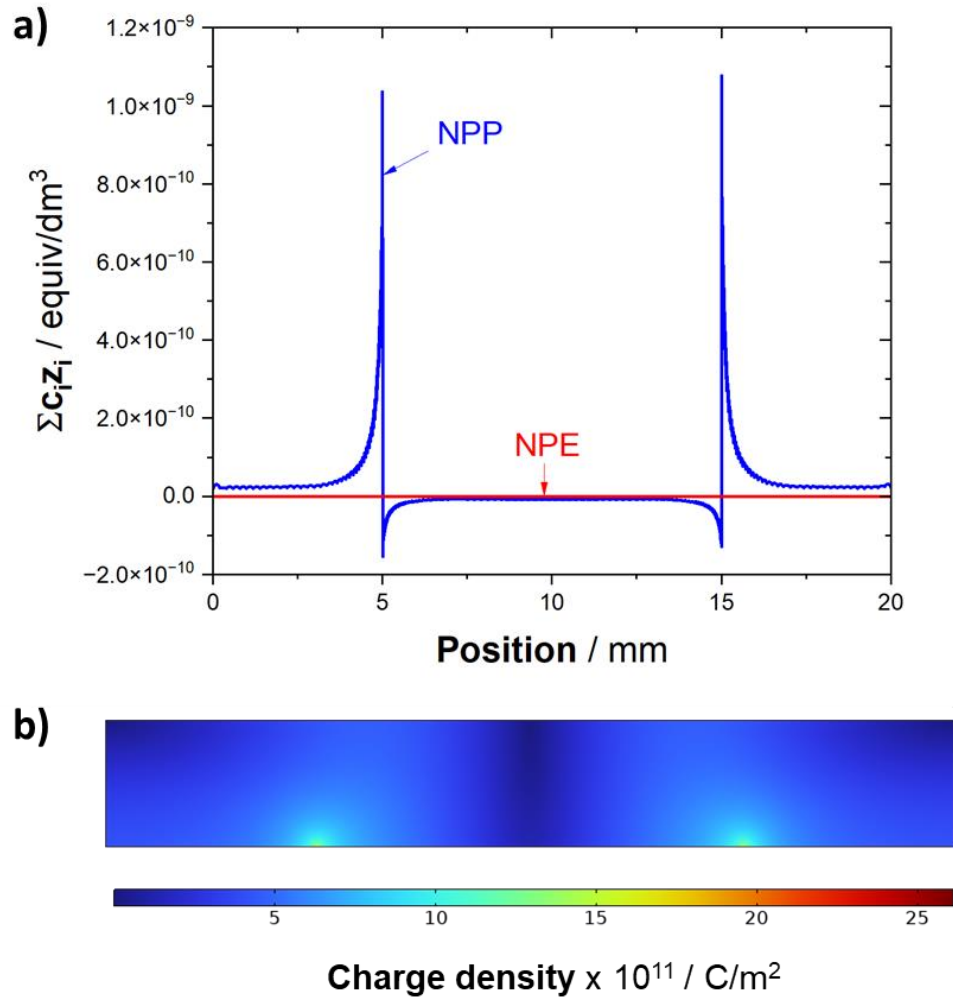 a)
1.2×10⁻⁹
1.0×10⁻⁹
8.0×10⁻¹⁰
6.0×10⁻¹⁰
4.0×10⁻¹⁰
2.0×10⁻¹⁰
0.0
−2.0×10⁻¹⁰
Σcᵢzᵢ / equiv/dm³
NPP
NPE
0 5 10 15 20
Position / mm
b)
5 10 15 20 25
Charge density x 10¹¹ / C/m²